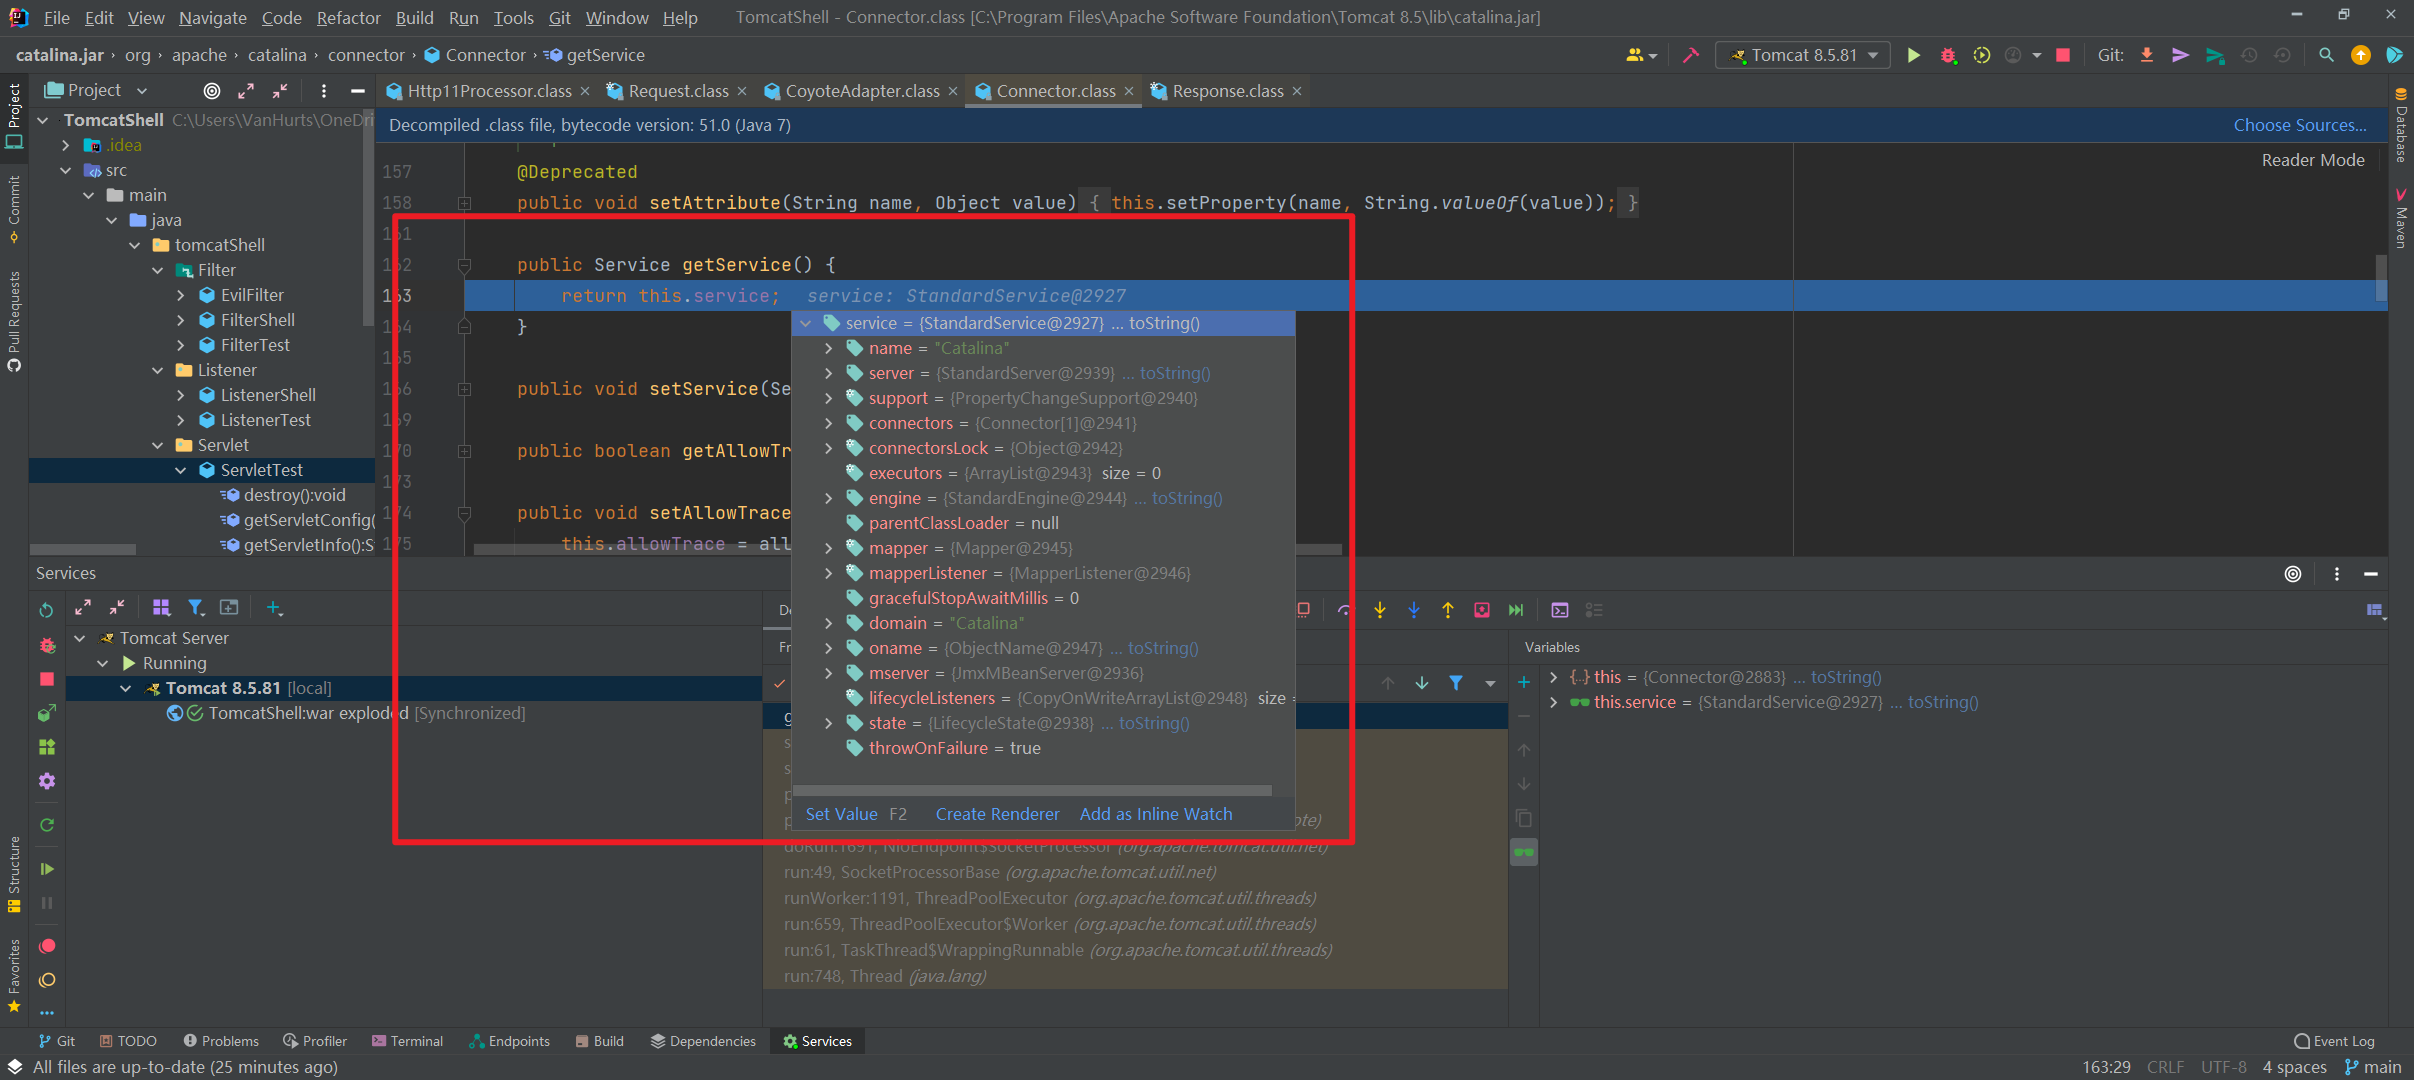 File Edit View Navigate Code Refactor Build Run Tools Git Window Help TomcatShell - Connector.class [C:\Program Files\Apache Software Foundation\Tomcat 8.5\lib\catalina.jar]
catalina.jar › org › apache › catalina › connector › Connector › getService
Tomcat 8.5.81 Git:
Project
Http11Processor.class Request.class CoyoteAdapter.class Connector.class Response.class
Decompiled .class file, bytecode version: 51.0 (Java 7) Choose Sources...
Reader Mode
Project
Commit
Pull Requests
Structure
Favorites
Database
Maven
TomcatShell C:\Users\VanHurts\OneDri
.idea
src
main
java
tomcatShell
Filter
EvilFilter
FilterShell
FilterTest
Listener
ListenerShell
ListenerTest
Servlet
ServletTest
destroy():void
getServletConfig(
getServletInfo():S
157 @Deprecated
158 public void setAttribute(String name, Object value) { this.setProperty(name, String.valueOf(value)); }
161
162 public Service getService() {
163 return this.service; service: StandardService@2927
164 }
165
166 public void setService(Se
169
170 public boolean getAllowTr
173
174 public void setAllowTrace
175 this.allowTrace = all
service = {StandardService@2927} ... toString()
name = "Catalina"
server = {StandardServer@2939} ... toString()
support = {PropertyChangeSupport@2940}
connectors = {Connector[1]@2941}
connectorsLock = {Object@2942}
executors = {ArrayList@2943} size = 0
engine = {StandardEngine@2944} ... toString()
parentClassLoader = null
mapper = {Mapper@2945}
mapperListener = {MapperListener@2946}
gracefulStopAwaitMillis = 0
domain = "Catalina"
oname = {ObjectName@2947} ... toString()
mserver = {JmxMBeanServer@2936}
lifecycleListeners = {CopyOnWriteArrayList@2948} size =
state = {LifecycleState@2938} ... toString()
throwOnFailure = true
Set Value F2 Create Renderer Add as Inline Watch
Services
Tomcat Server
Running
Tomcat 8.5.81 [local]
TomcatShell:war exploded [Synchronized]
De
Fr
g
s
s
p
p ote)
doRun:1691, NioEndpoint$SocketProcessor (org.apache.tomcat.util.net)
run:49, SocketProcessorBase (org.apache.tomcat.util.net)
runWorker:1191, ThreadPoolExecutor (org.apache.tomcat.util.threads)
run:659, ThreadPoolExecutor$Worker (org.apache.tomcat.util.threads)
run:61, TaskThread$WrappingRunnable (org.apache.tomcat.util.threads)
run:748, Thread (java.lang)
Variables
this = {Connector@2883} ... toString()
this.service = {StandardService@2927} ... toString()
Git TODO Problems Profiler Terminal Endpoints Build Dependencies Services Event Log
All files are up-to-date (25 minutes ago) 163:29 CRLF UTF-8 4 spaces main